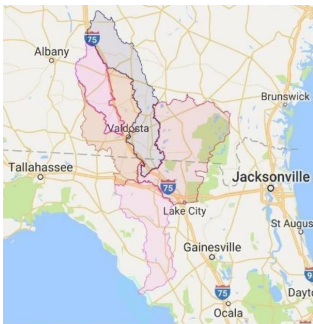 75
Albany
Brunswick
Valdosta
Tallahassee
Jacksonville
75
Lake City
St Augus
Gainesville
75
Dayto
Ocala